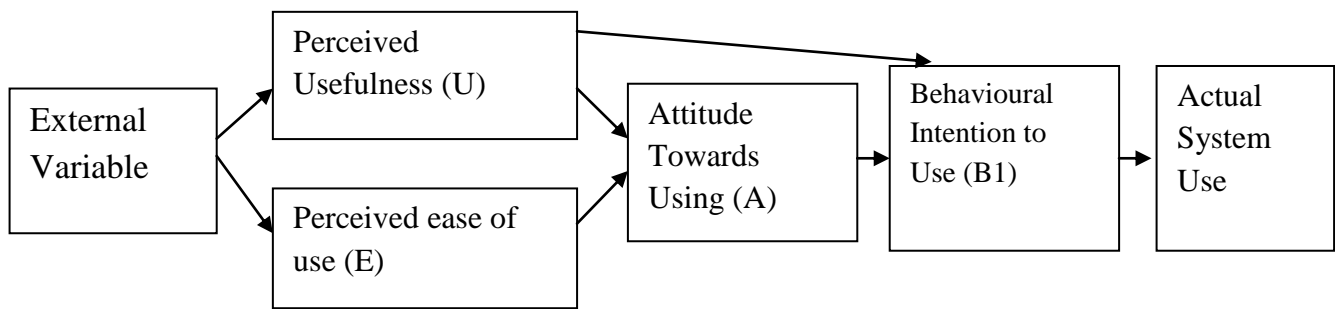 External
Variable
Perceived
Usefulness (U)
Perceived ease of
use (E)
Attitude
Towards
Using (A)
Behavioural
Intention to
Use (B1)
Actual
System
Use